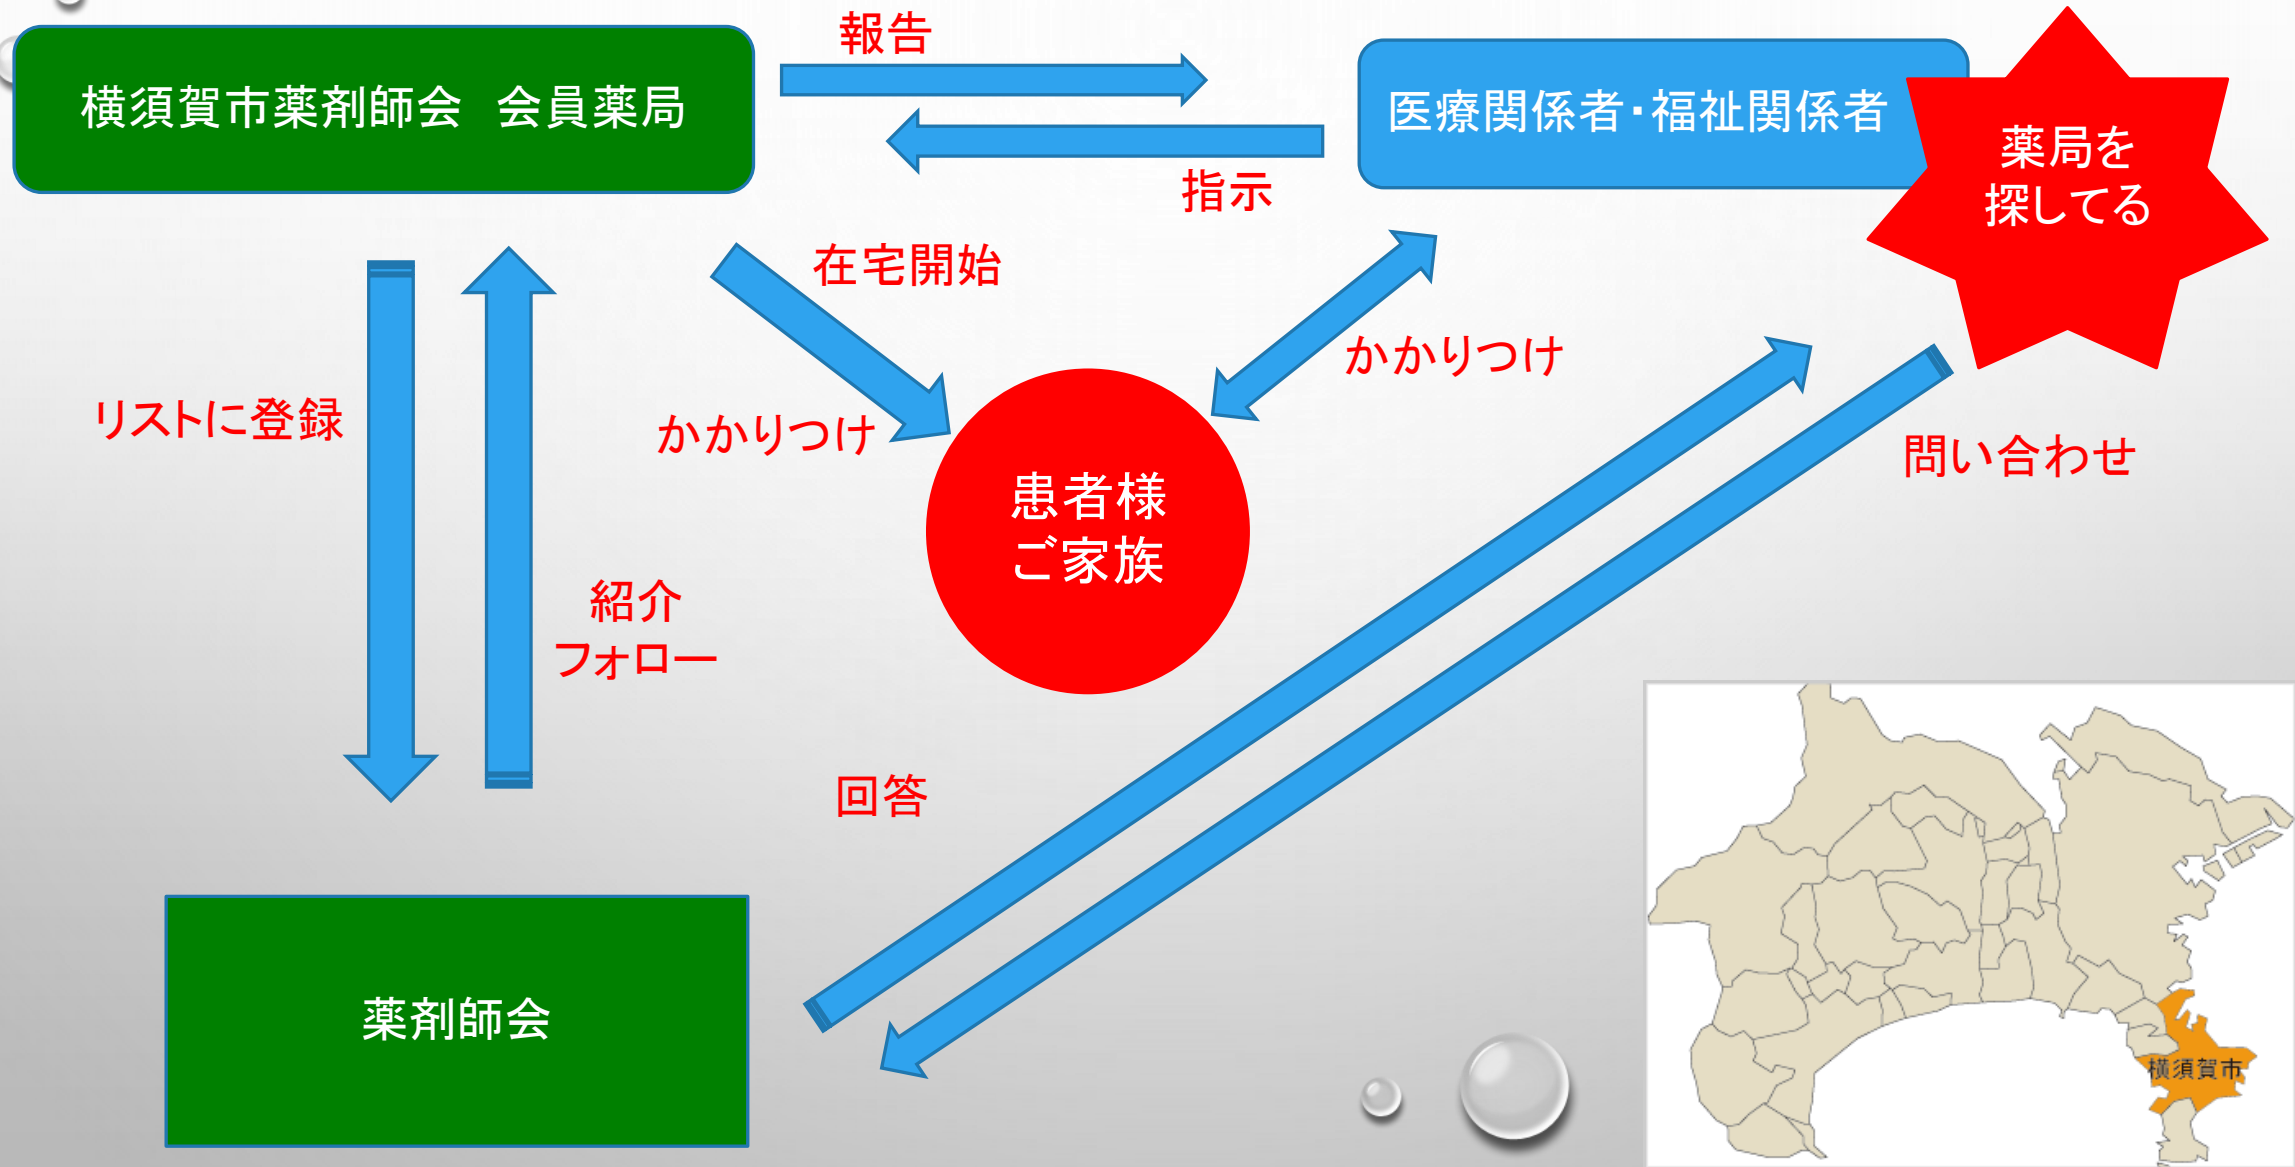 報告
横須賀市薬剤師会　会員薬局
医療関係者・福祉関係者
薬局を
探してる
指示
在宅開始
かかりつけ
リストに登録
かかりつけ
問い合わせ
患者様
ご家族
紹介
フォロー
回答
薬剤師会
横須賀市